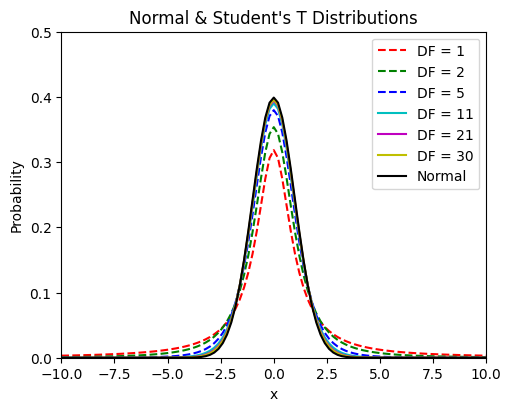 Normal & Student's T Distributions
0.5
0.4
0.3
0.2
0.1
0.0
Probability
−10.0 −7.5 −5.0 −2.5 0.0 2.5 5.0 7.5 10.0
x
DF = 1
DF = 2
DF = 5
DF = 11
DF = 21
DF = 30
Normal